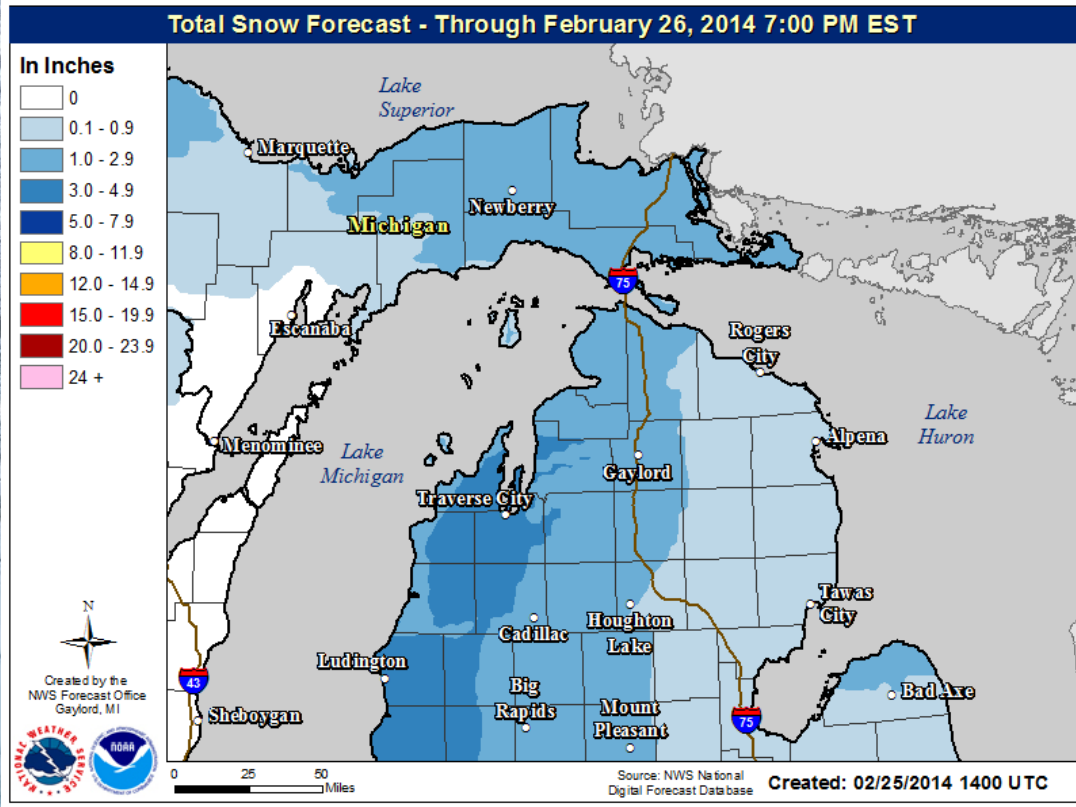 Total Snow Forecast - Through February 26, 2014 7:00 PM EST
In Inches
0
0.1 - 0.9
1.0 - 2.9
3.0 - 4.9
5.0 - 7.9
8.0 - 11.9
12.0 - 14.9
15.0 - 19.9
20.0 - 23.9
24 +
Lake
Superior
Marquette
Newberry
Michigan
75
Escanaba
Rogers
City
Menominee
Lake
Michigan
Lake
Huron
Alpena
Gaylord
Traverse City
Tawas
City
Houghton
Lake
Cadillac
Ludington
Big
Rapids
Mount
Pleasant
Bad Axe
75
43
Sheboygan
N
Created by the
NWS Forecast Office
Gaylord, MI
NATIONAL WEATHER SERVICE
NOAA
0 25 50
Miles
Source: NWS National
Digital Forecast Database
Created: 02/25/2014 1400 UTC